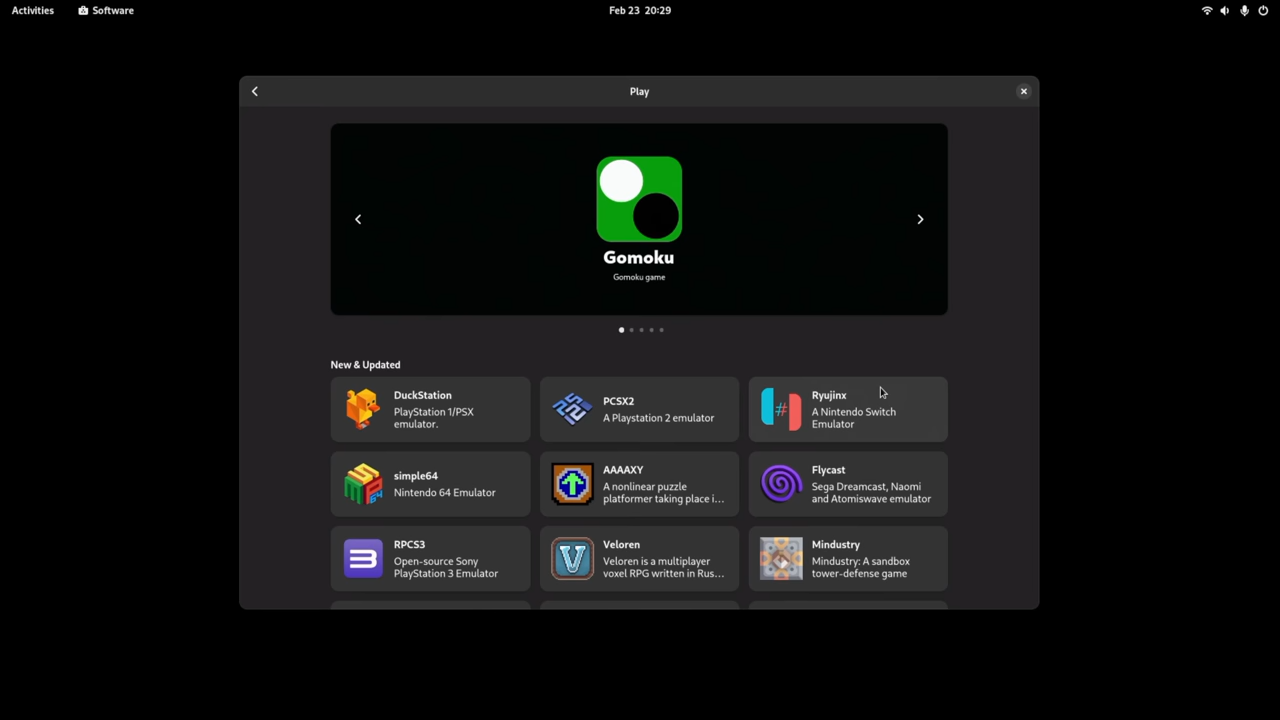 Activities
Software
Feb 23 20:29
Play
Gomoku
Gomoku game
New & Updated
DuckStation
PlayStation 1/PSX
emulator.
PCSX2
A Playstation 2 emulator
Ryujinx
A Nintendo Switch
Emulator
simple64
Nintendo 64 Emulator
AAAAXY
A nonlinear puzzle
platformer taking place i…
Flycast
Sega Dreamcast, Naomi
and Atomiswave emulator
RPCS3
Open-source Sony
PlayStation 3 Emulator
Veloren
Veloren is a multiplayer
voxel RPG written in Rus…
Mindustry
Mindustry: A sandbox
tower-defense game